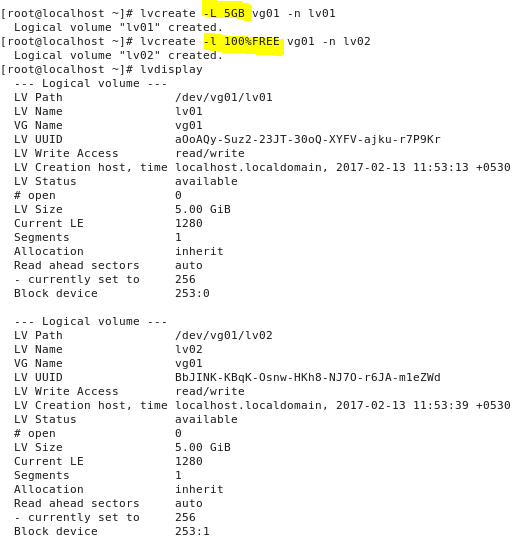 [root@localhost ~]# lvcreate -L 5GB vg01 -n lv01
  Logical volume "lv01" created.
[root@localhost ~]# lvcreate -l 100%FREE vg01 -n lv02
  Logical volume "lv02" created.
[root@localhost ~]# lvdisplay
  --- Logical volume ---
  LV Path                /dev/vg01/lv01
  LV Name                lv01
  VG Name                vg01
  LV UUID                aOoAQy-Suz2-23JT-30oQ-XYFV-ajku-r7P9Kr
  LV Write Access        read/write
  LV Creation host, time localhost.localdomain, 2017-02-13 11:53:13 +0530
  LV Status              available
  # open                 0
  LV Size                5.00 GiB
  Current LE             1280
  Segments               1
  Allocation             inherit
  Read ahead sectors     auto
  - currently set to     256
  Block device           253:0

  --- Logical volume ---
  LV Path                /dev/vg01/lv02
  LV Name                lv02
  VG Name                vg01
  LV UUID                BbJINK-KBqK-Osnw-HKh8-NJ7O-r6JA-m1eZWd
  LV Write Access        read/write
  LV Creation host, time localhost.localdomain, 2017-02-13 11:53:39 +0530
  LV Status              available
  # open                 0
  LV Size                5.00 GiB
  Current LE             1280
  Segments               1
  Allocation             inherit
  Read ahead sectors     auto
  - currently set to     256
  Block device           253:1